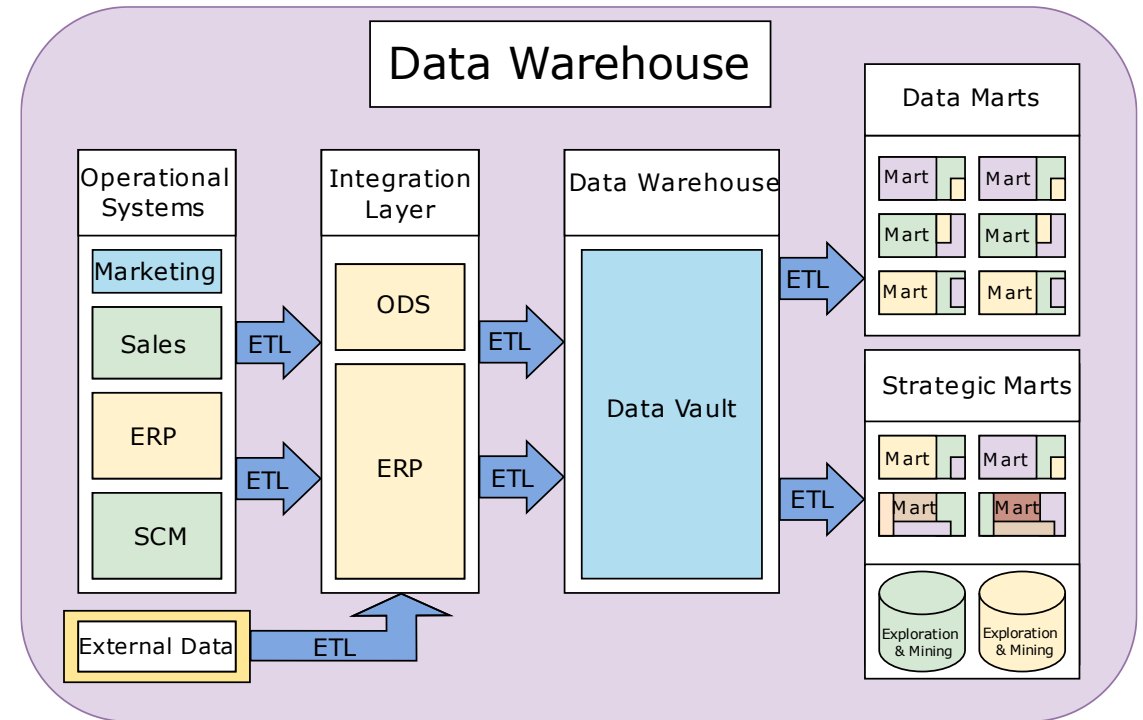 Data Warehouse
Operational
Systems
Marketing
Sales
ERP
SCM
External Data
ETL
ETL
ETL
Integration
Layer
ODS
ERP
ETL
ETL
Data Warehouse
Data Vault
ETL
ETL
Data Marts
Mart
Mart
Mart
Mart
Mart
Mart
Strategic Marts
Mart
Mart
Mart
Mart
Exploration
& Mining
Exploration
& Mining